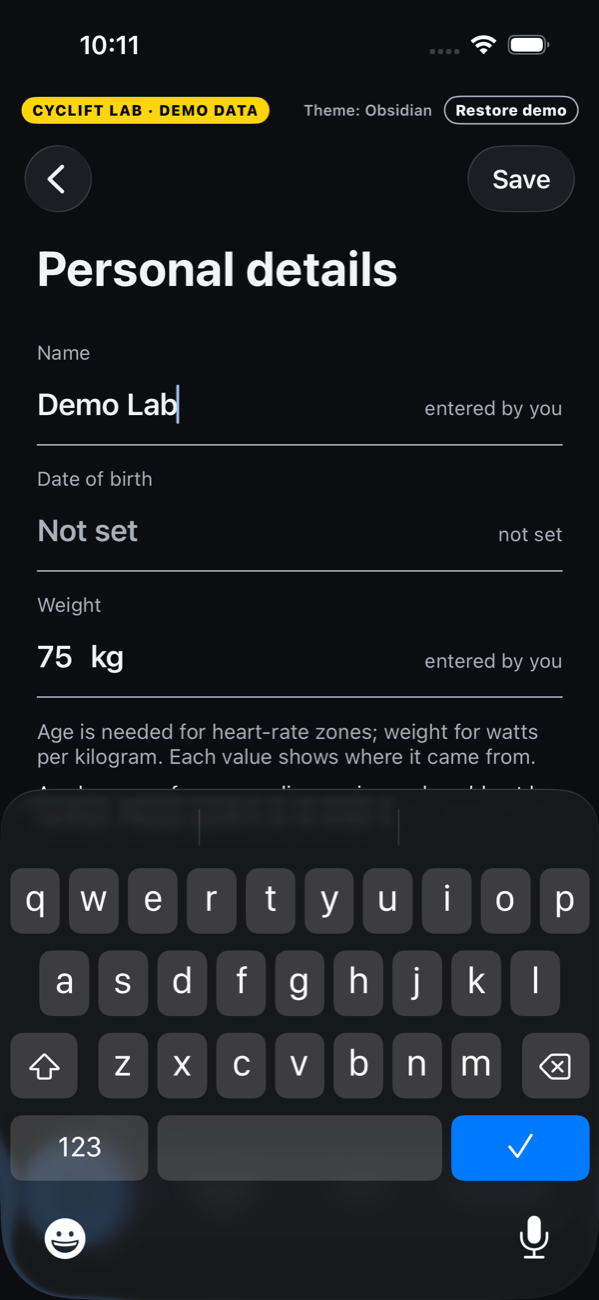 10:11
CYCLIFT LAB · DEMO DATA
Theme: Obsidian
Restore demo
Save
Personal details
Name
Demo Lab
entered by you
Date of birth
Not set
not set
Weight
75 kg
entered by you
Age is needed for heart-rate zones; weight for watts
per kilogram. Each value shows where it came from.
q w e r t y u i o p
a s d f g h j k l
z x c v b n m
123